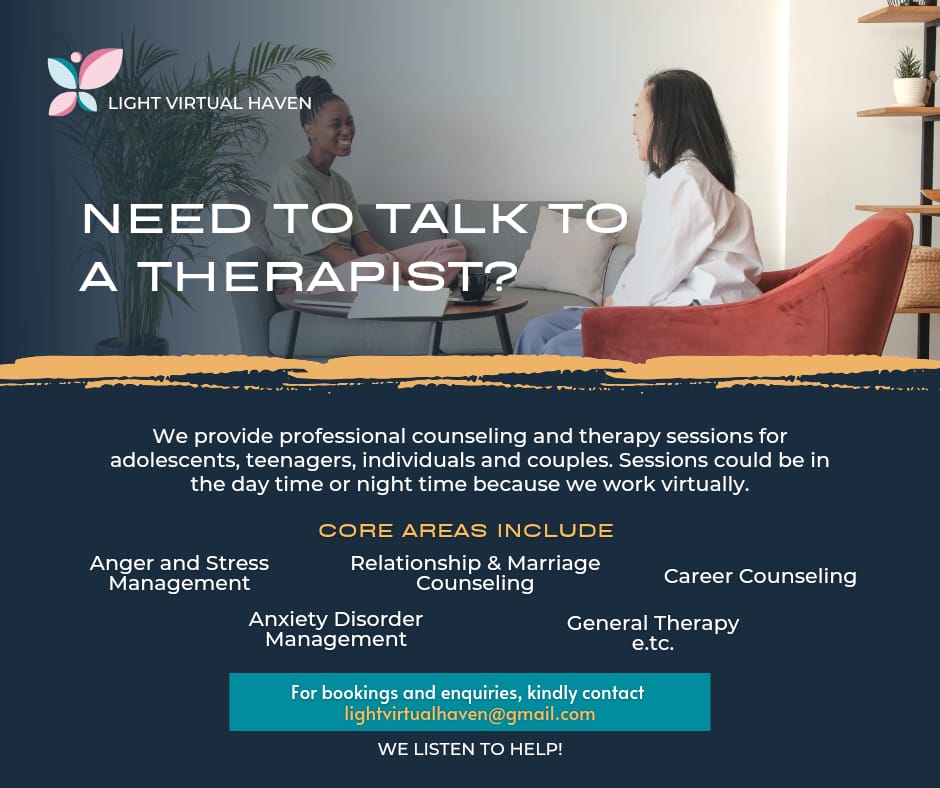 LIGHT VIRTUAL HAVEN
NEED TO TALK TO
A THERAPIST?
We provide professional counseling and therapy sessions for
adolescents, teenagers, individuals and couples. Sessions could be in
the day time or night time because we work virtually.
CORE AREAS INCLUDE
Anger and Stress
Management
Relationship & Marriage
Counseling
Career Counseling
Anxiety Disorder
Management
General Therapy
e.tc.
For bookings and enquiries, kindly contact
lightvirtualhaven@gmail.com
WE LISTEN TO HELP!